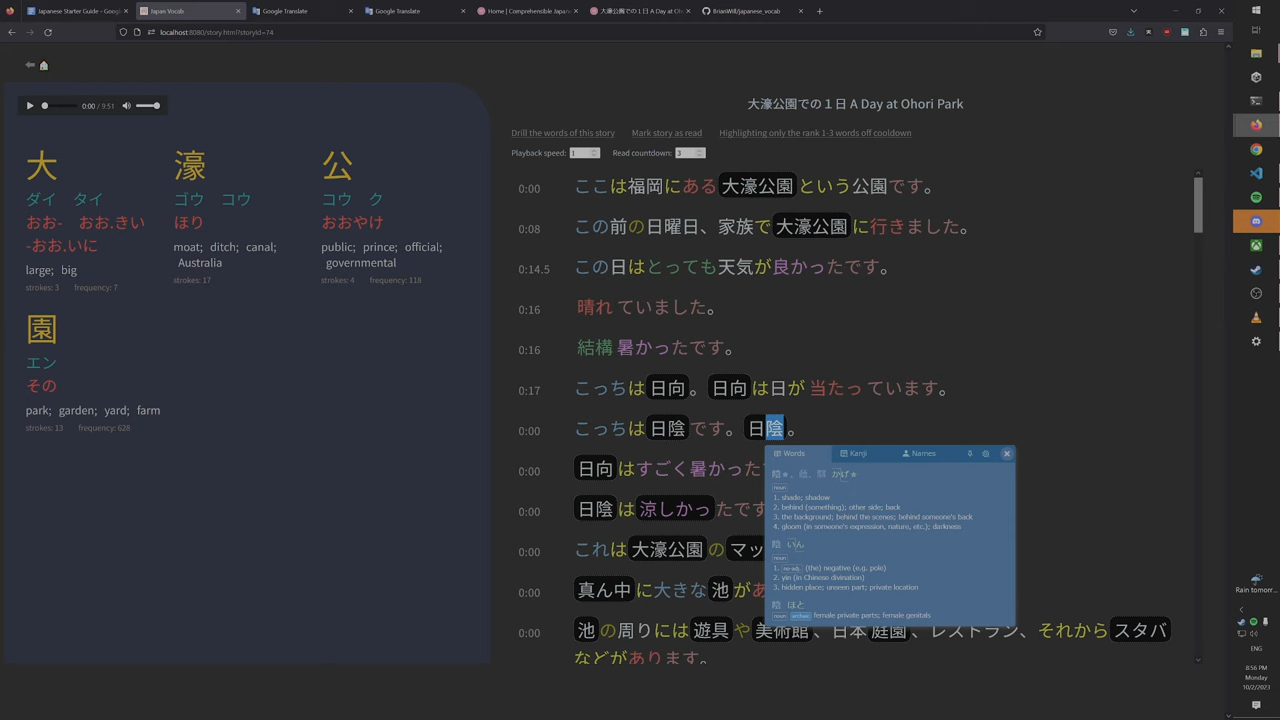 Japanese Starter Guide - Googl
Japan Vocab
Google Translate
Google Translate
Home | Comprehensible Japan
大濠公園での１日 A Day at Oho
BrianWill/japanese_vocab
localhost:8080/story.html?storyId=74
0:00 / 9:51
大
ダイ タイ
おお- おお.きい
-おお.いに
large; big
strokes: 3 frequency: 7
濠
ゴウ コウ
ほり
moat; ditch; canal;
Australia
strokes: 17
公
コウ ク
おおやけ
public; prince; official;
governmental
strokes: 4 frequency: 118
園
エン
その
park; garden; yard; farm
strokes: 13 frequency: 628
大濠公園での１日 A Day at Ohori Park
Drill the words of this story Mark story as read Highlighting only the rank 1-3 words off cooldown
Playback speed: 1 Read countdown: 3
0:00 ここは福岡にある大濠公園という公園です。
0:08 この前の日曜日、家族で大濠公園に行きました。
0:14.5 この日はとっても天気が良かったです。
0:16 晴れていました。
0:16 結構暑かったです。
0:17 こっちは日向。日向は日が当たっています。
0:00 こっちは日陰です。日陰。
0:00 日向はすごく暑かった
0:00 日陰は涼しかったです
0:00 これは大濠公園のマッ
0:00 真ん中に大きな池が
0:00 池の周りには遊具や美術館、日本庭園、レストラン、それからスタバ
などがあります。
Words Kanji Names
陰 かげ
noun
1. shade; shadow
2. behind (something); other side; back
3. the background; behind the scenes; behind someone's back
4. gloom (in someone's expression, nature, etc.); darkness
陰 いん
noun
1. no-adj. (the) negative (e.g. pole)
2. yin (in Chinese divination)
3. hidden place; unseen part; private location
陰 ほと
noun archaic female private parts; female genitals
Rain tomorr...
ENG
8:56 PM
Monday
10/2/2023